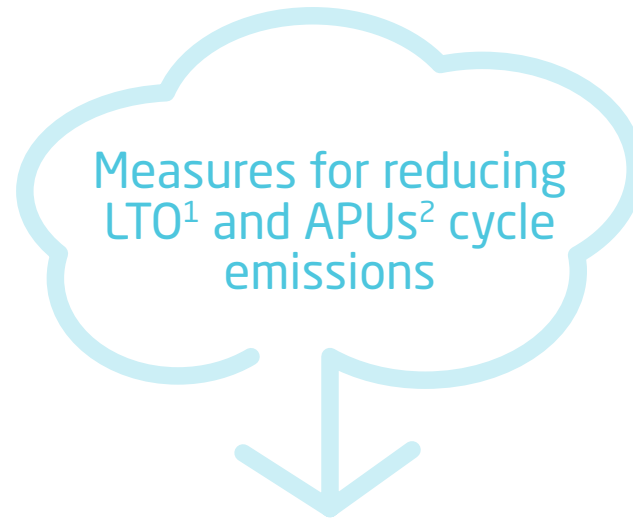 Measures for reducing
LTO¹ and APUs² cycle
emissions